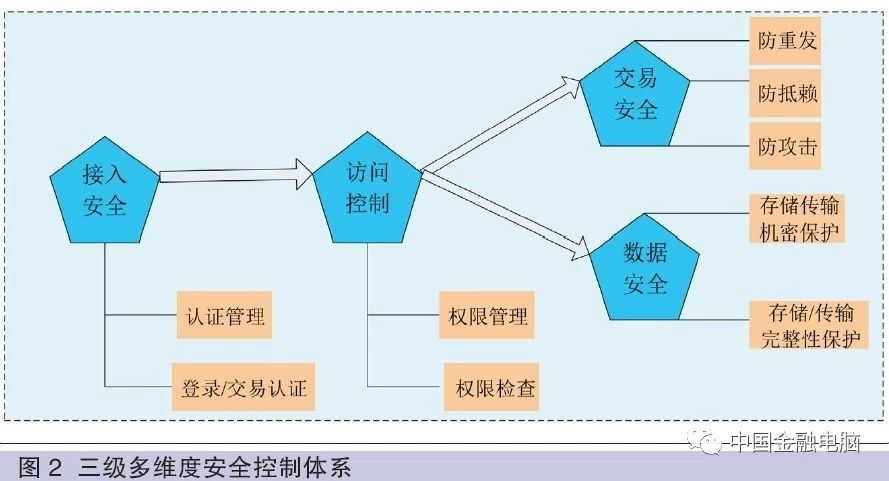 接入
安全
认证管理
登录/交易认证
访问
控制
权限管理
权限检查
交易
安全
防重发
防抵赖
防攻击
数据
安全
存储传输
机密保护
存储/传输
完整性保护
中国金融电脑
图 2 三级多维度安全控制体系